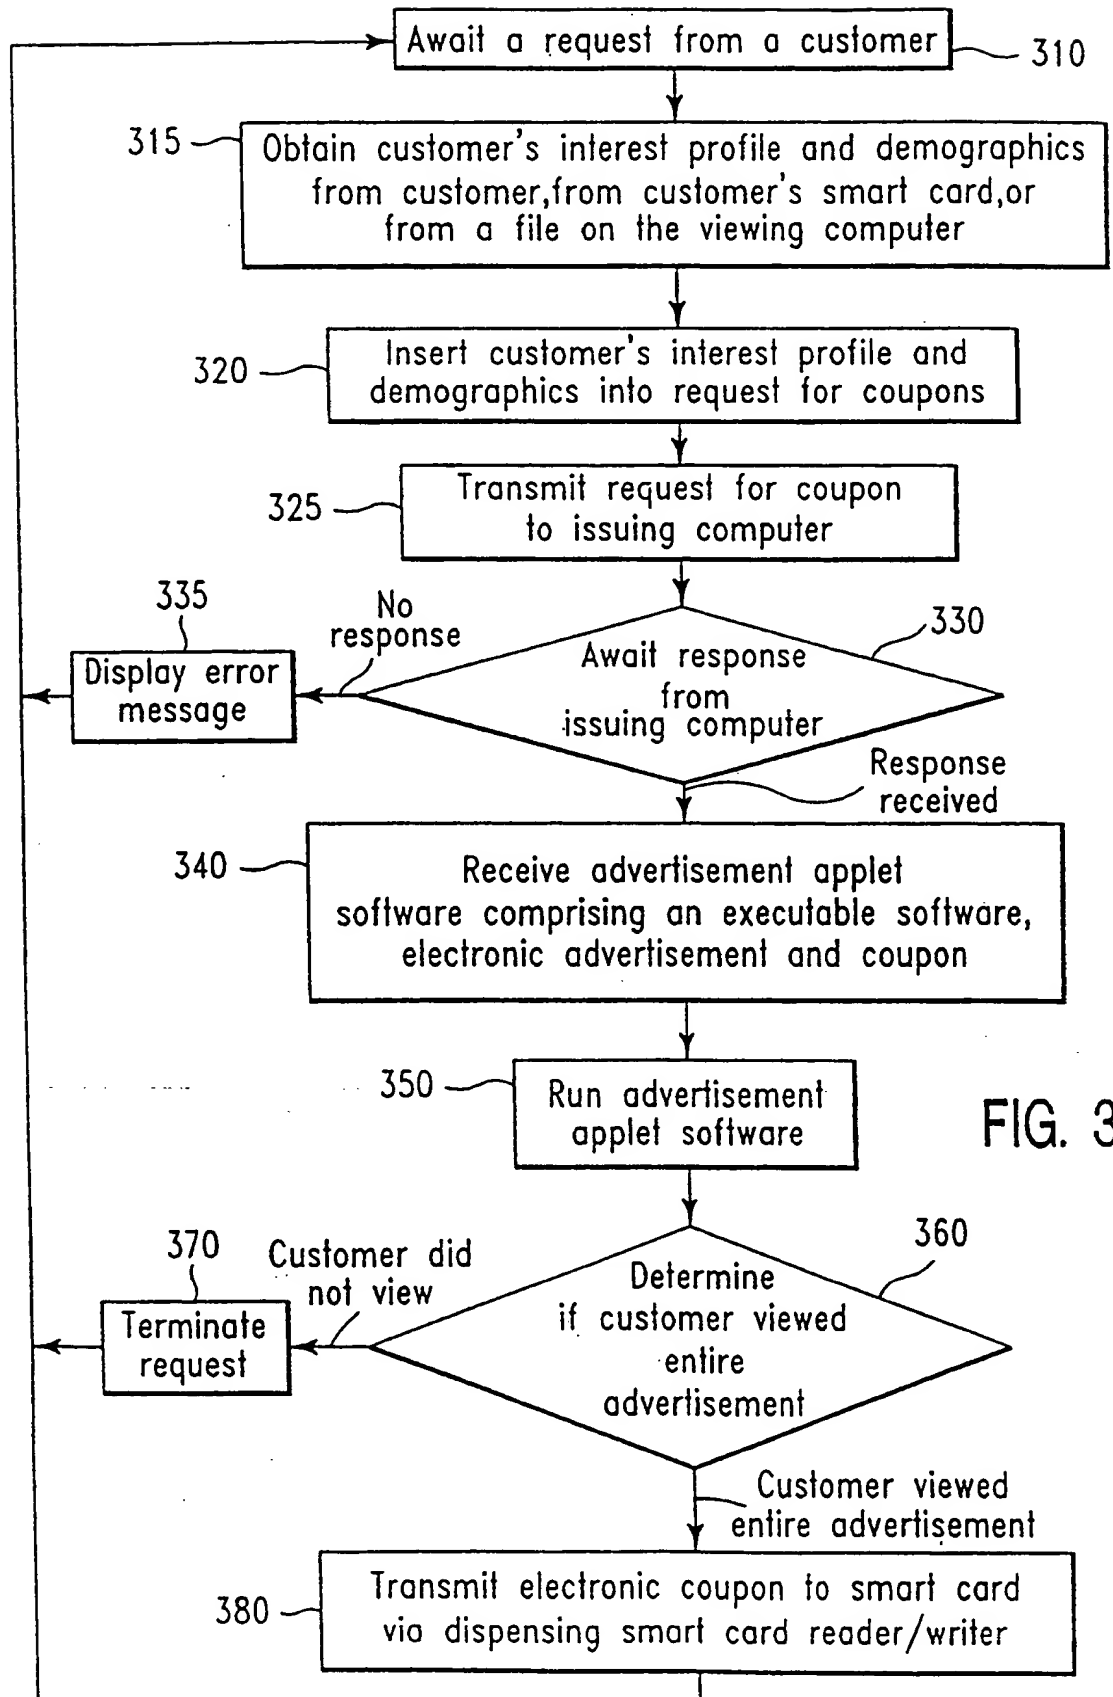 Await a request from a customer
310
315
Obtain customer's interest profile and demographics
from customer,from customer's smart card,or
from a file on the viewing computer
320
Insert customer's interest profile and
demographics into request for coupons
325
Transmit request for coupon
to issuing computer
335
No
response
330
Display error
message
Await response
from
issuing computer
Response
received
340
Receive advertisement applet
software comprising an executable software,
electronic advertisement and coupon
350
Run advertisement
applet software
FIG. 3
370
Customer did
not view
360
Terminate
request
Determine
if customer viewed
entire
advertisement
Customer viewed
entire advertisement
380
Transmit electronic coupon to smart card
via dispensing smart card reader/writer